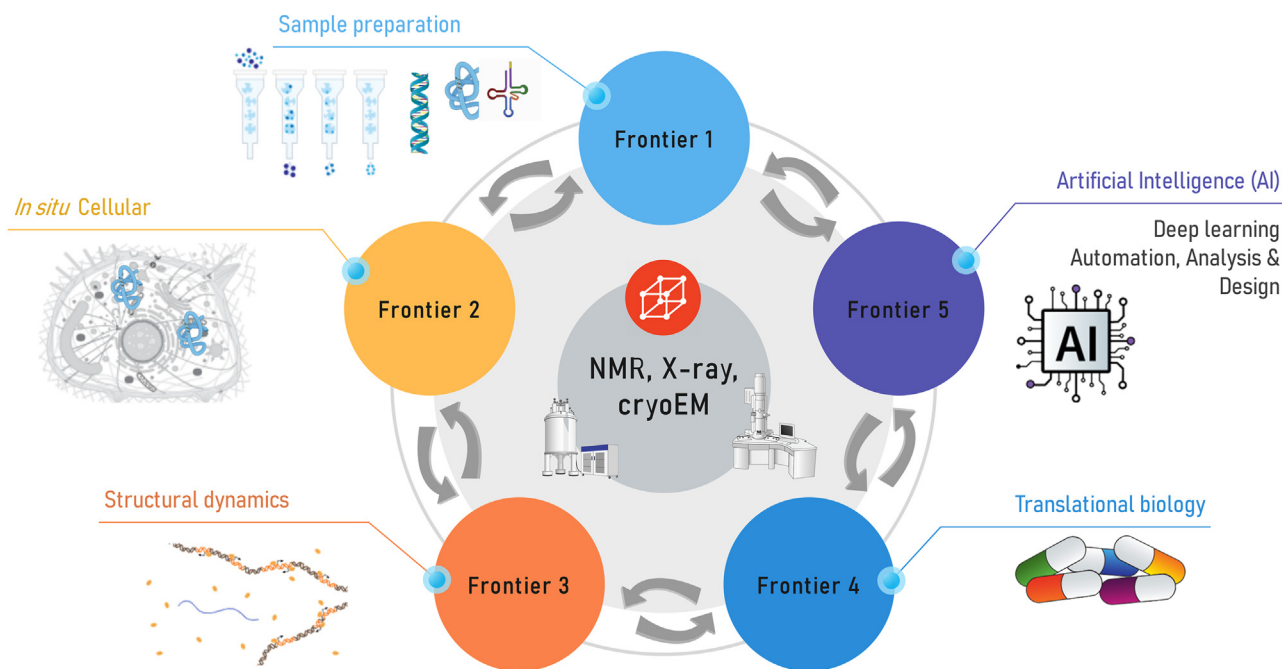 Sample preparation
Frontier 1
Artificial Intelligence (AI)
Deep learning
Automation, Analysis &
Design
AI
In situ Cellular
Frontier 2
Frontier 5
NMR, X-ray,
cryoEM
Structural dynamics
Frontier 3
Frontier 4
Translational biology